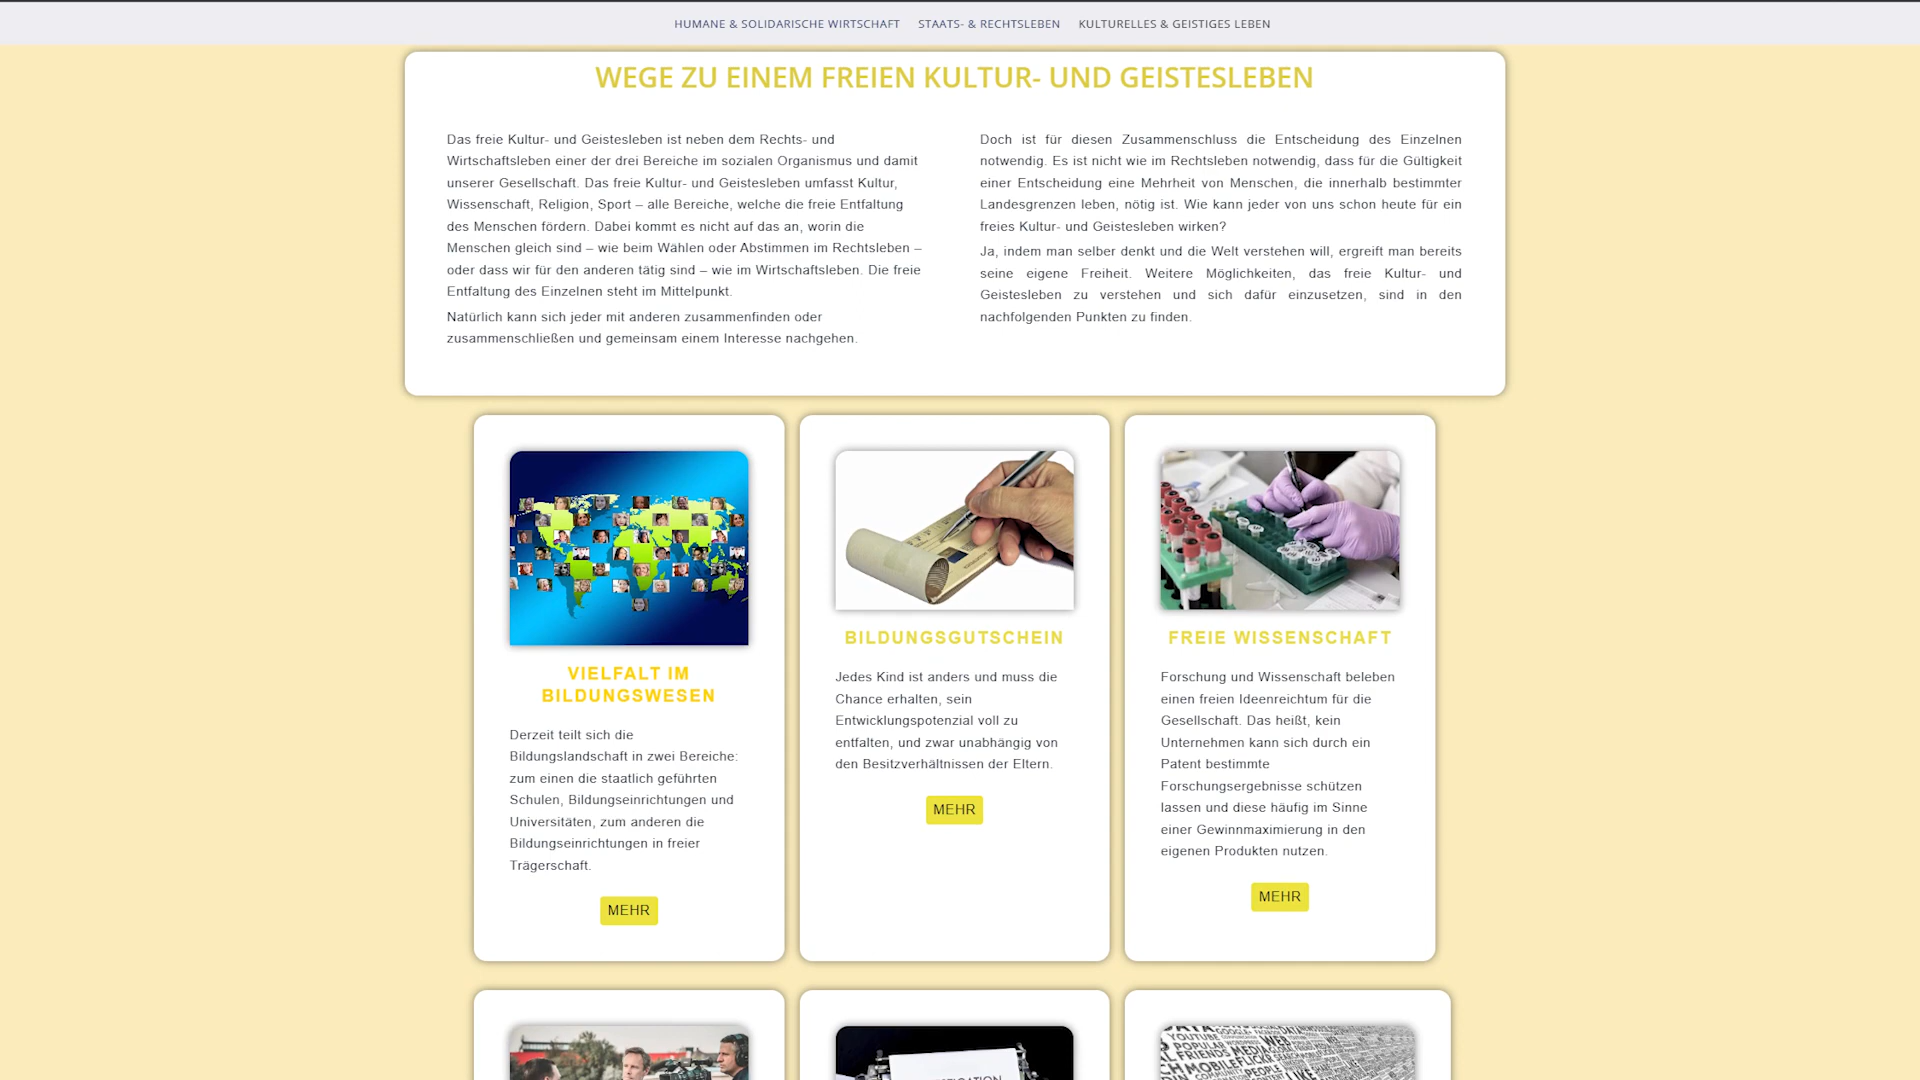 HUMANE & SOLIDARISCHE WIRTSCHAFT STAATS- & RECHTSLEBEN KULTURELLES & GEISTIGES LEBEN
WEGE ZU EINEM FREIEN KULTUR- UND GEISTESLEBEN
Das freie Kultur- und Geistesleben ist neben dem Rechts- und
Wirtschaftsleben einer der drei Bereiche im sozialen Organismus und damit
unserer Gesellschaft. Das freie Kultur- und Geistesleben umfasst Kultur,
Wissenschaft, Religion, Sport – alle Bereiche, welche die freie Entfaltung
des Menschen fördern. Dabei kommt es nicht auf das an, worin die
Menschen gleich sind – wie beim Wählen oder Abstimmen im Rechtsleben –
oder dass wir für den anderen tätig sind – wie im Wirtschaftsleben. Die freie
Entfaltung des Einzelnen steht im Mittelpunkt.
Natürlich kann sich jeder mit anderen zusammenfinden oder
zusammenschließen und gemeinsam einem Interesse nachgehen.
Doch ist für diesen Zusammenschluss die Entscheidung des Einzelnen
notwendig. Es ist nicht wie im Rechtsleben notwendig, dass für die Gültigkeit
einer Entscheidung eine Mehrheit von Menschen, die innerhalb bestimmter
Landesgrenzen leben, nötig ist. Wie kann jeder von uns schon heute für ein
freies Kultur- und Geistesleben wirken?
Ja, indem man selber denkt und die Welt verstehen will, ergreift man bereits
seine eigene Freiheit. Weitere Möglichkeiten, das freie Kultur- und
Geistesleben zu verstehen und sich dafür einzusetzen, sind in den
nachfolgenden Punkten zu finden.
VIELFALT IM
BILDUNGSWESEN
Derzeit teilt sich die
Bildungslandschaft in zwei Bereiche:
zum einen die staatlich geführten
Schulen, Bildungseinrichtungen und
Universitäten, zum anderen die
Bildungseinrichtungen in freier
Trägerschaft.
MEHR
BILDUNGSGUTSCHEIN
Jedes Kind ist anders und muss die
Chance erhalten, sein
Entwicklungspotenzial voll zu
entfalten, und zwar unabhängig von
den Besitzverhältnissen der Eltern.
MEHR
FREIE WISSENSCHAFT
Forschung und Wissenschaft beleben
einen freien Ideenreichtum für die
Gesellschaft. Das heißt, kein
Unternehmen kann sich durch ein
Patent bestimmte
Forschungsergebnisse schützen
lassen und diese häufig im Sinne
einer Gewinnmaximierung in den
eigenen Produkten nutzen.
MEHR
YOUTUBE
POPULAR
FRIENDS MEDIA WEB
MOBILE FLICKR
COMMUNITY
PEOPLE
LIKE